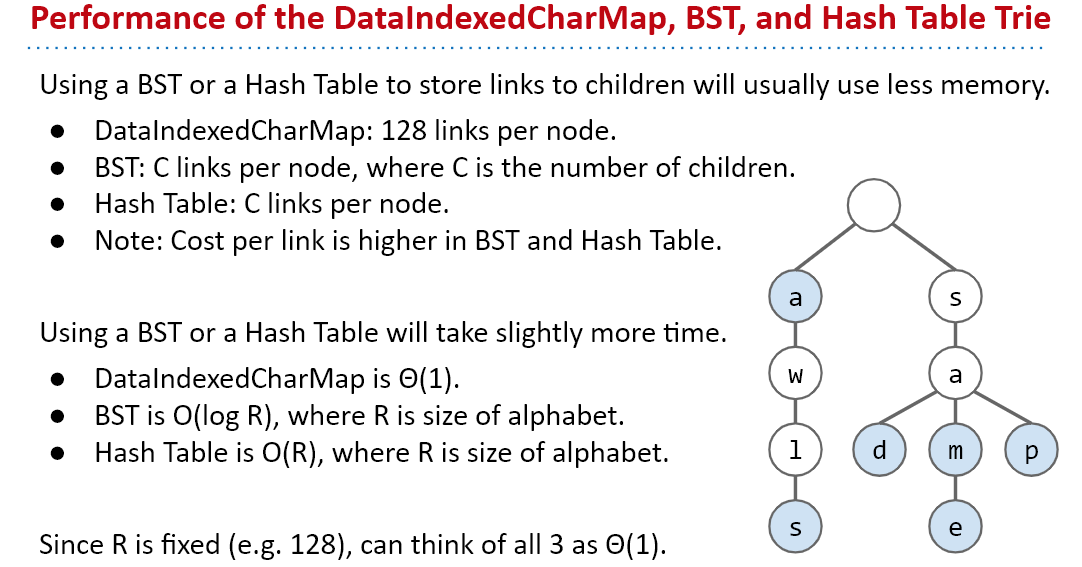 Performance of the DataIndexedCharMap, BST, and Hash Table Trie
Using a BST or a Hash Table to store links to children will usually use less memory.
● DataIndexedCharMap: 128 links per node.
● BST: C links per node, where C is the number of children.
● Hash Table: C links per node.
● Note: Cost per link is higher in BST and Hash Table.
Using a BST or a Hash Table will take slightly more time.
● DataIndexedCharMap is Θ(1).
● BST is O(log R), where R is size of alphabet.
● Hash Table is O(R), where R is size of alphabet.
Since R is fixed (e.g. 128), can think of all 3 as Θ(1).
a s
w a
l d m p
s e